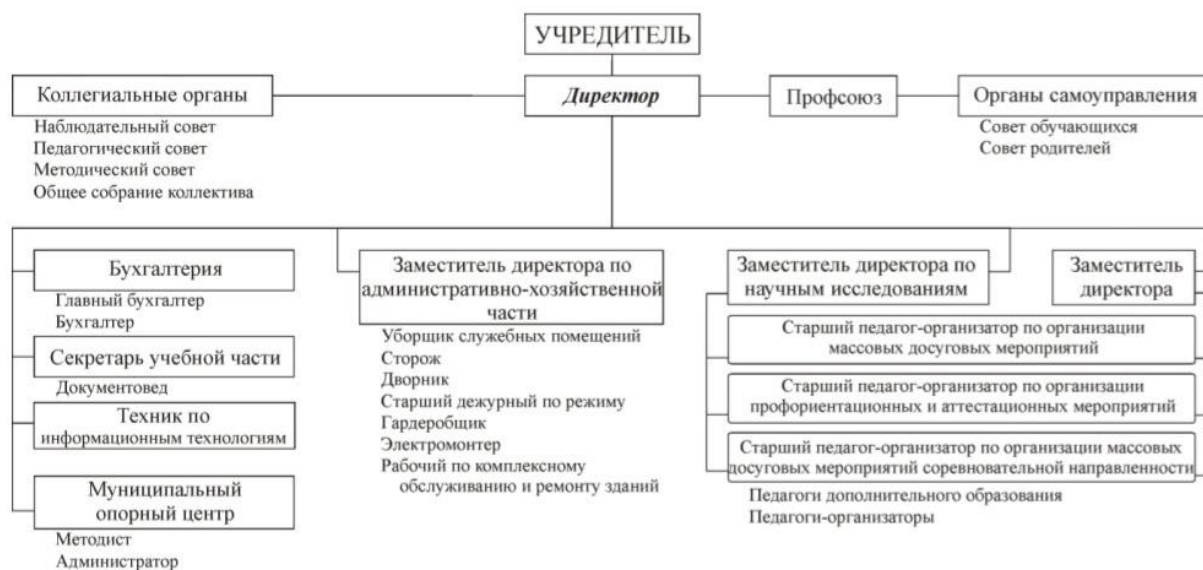 УЧРЕДИТЕЛЬ
Коллегиальные органы
Директор
Профсоюз
Органы самоуправления
Наблюдательный совет
Педагогический совет
Методический совет
Общее собрание коллектива
Совет обучающихся
Совет родителей
Бухгалтерия
Главный бухгалтер
Бухгалтер
Секретарь учебной части
Документовед
Техник по
информационным технологиям
Муниципальный
опорный центр
Методист
Администратор
Заместитель директора по
административно-хозяйственной
части
Уборщик служебных помещений
Сторож
Дворник
Старший дежурный по режиму
Гардеробщик
Электромонтер
Рабочий по комплексному
обслуживанию и ремонту зданий
Заместитель директора по
научным исследованиям
Заместитель
директора
Старший педагог-организатор по организации
массовых досуговых мероприятий
Старший педагог-организатор по организации
профориентационных и аттестационных мероприятий
Старший педагог-организатор по организации массовых
досуговых мероприятий соревновательной направленности
Педагоги дополнительного образования
Педагоги-организаторы